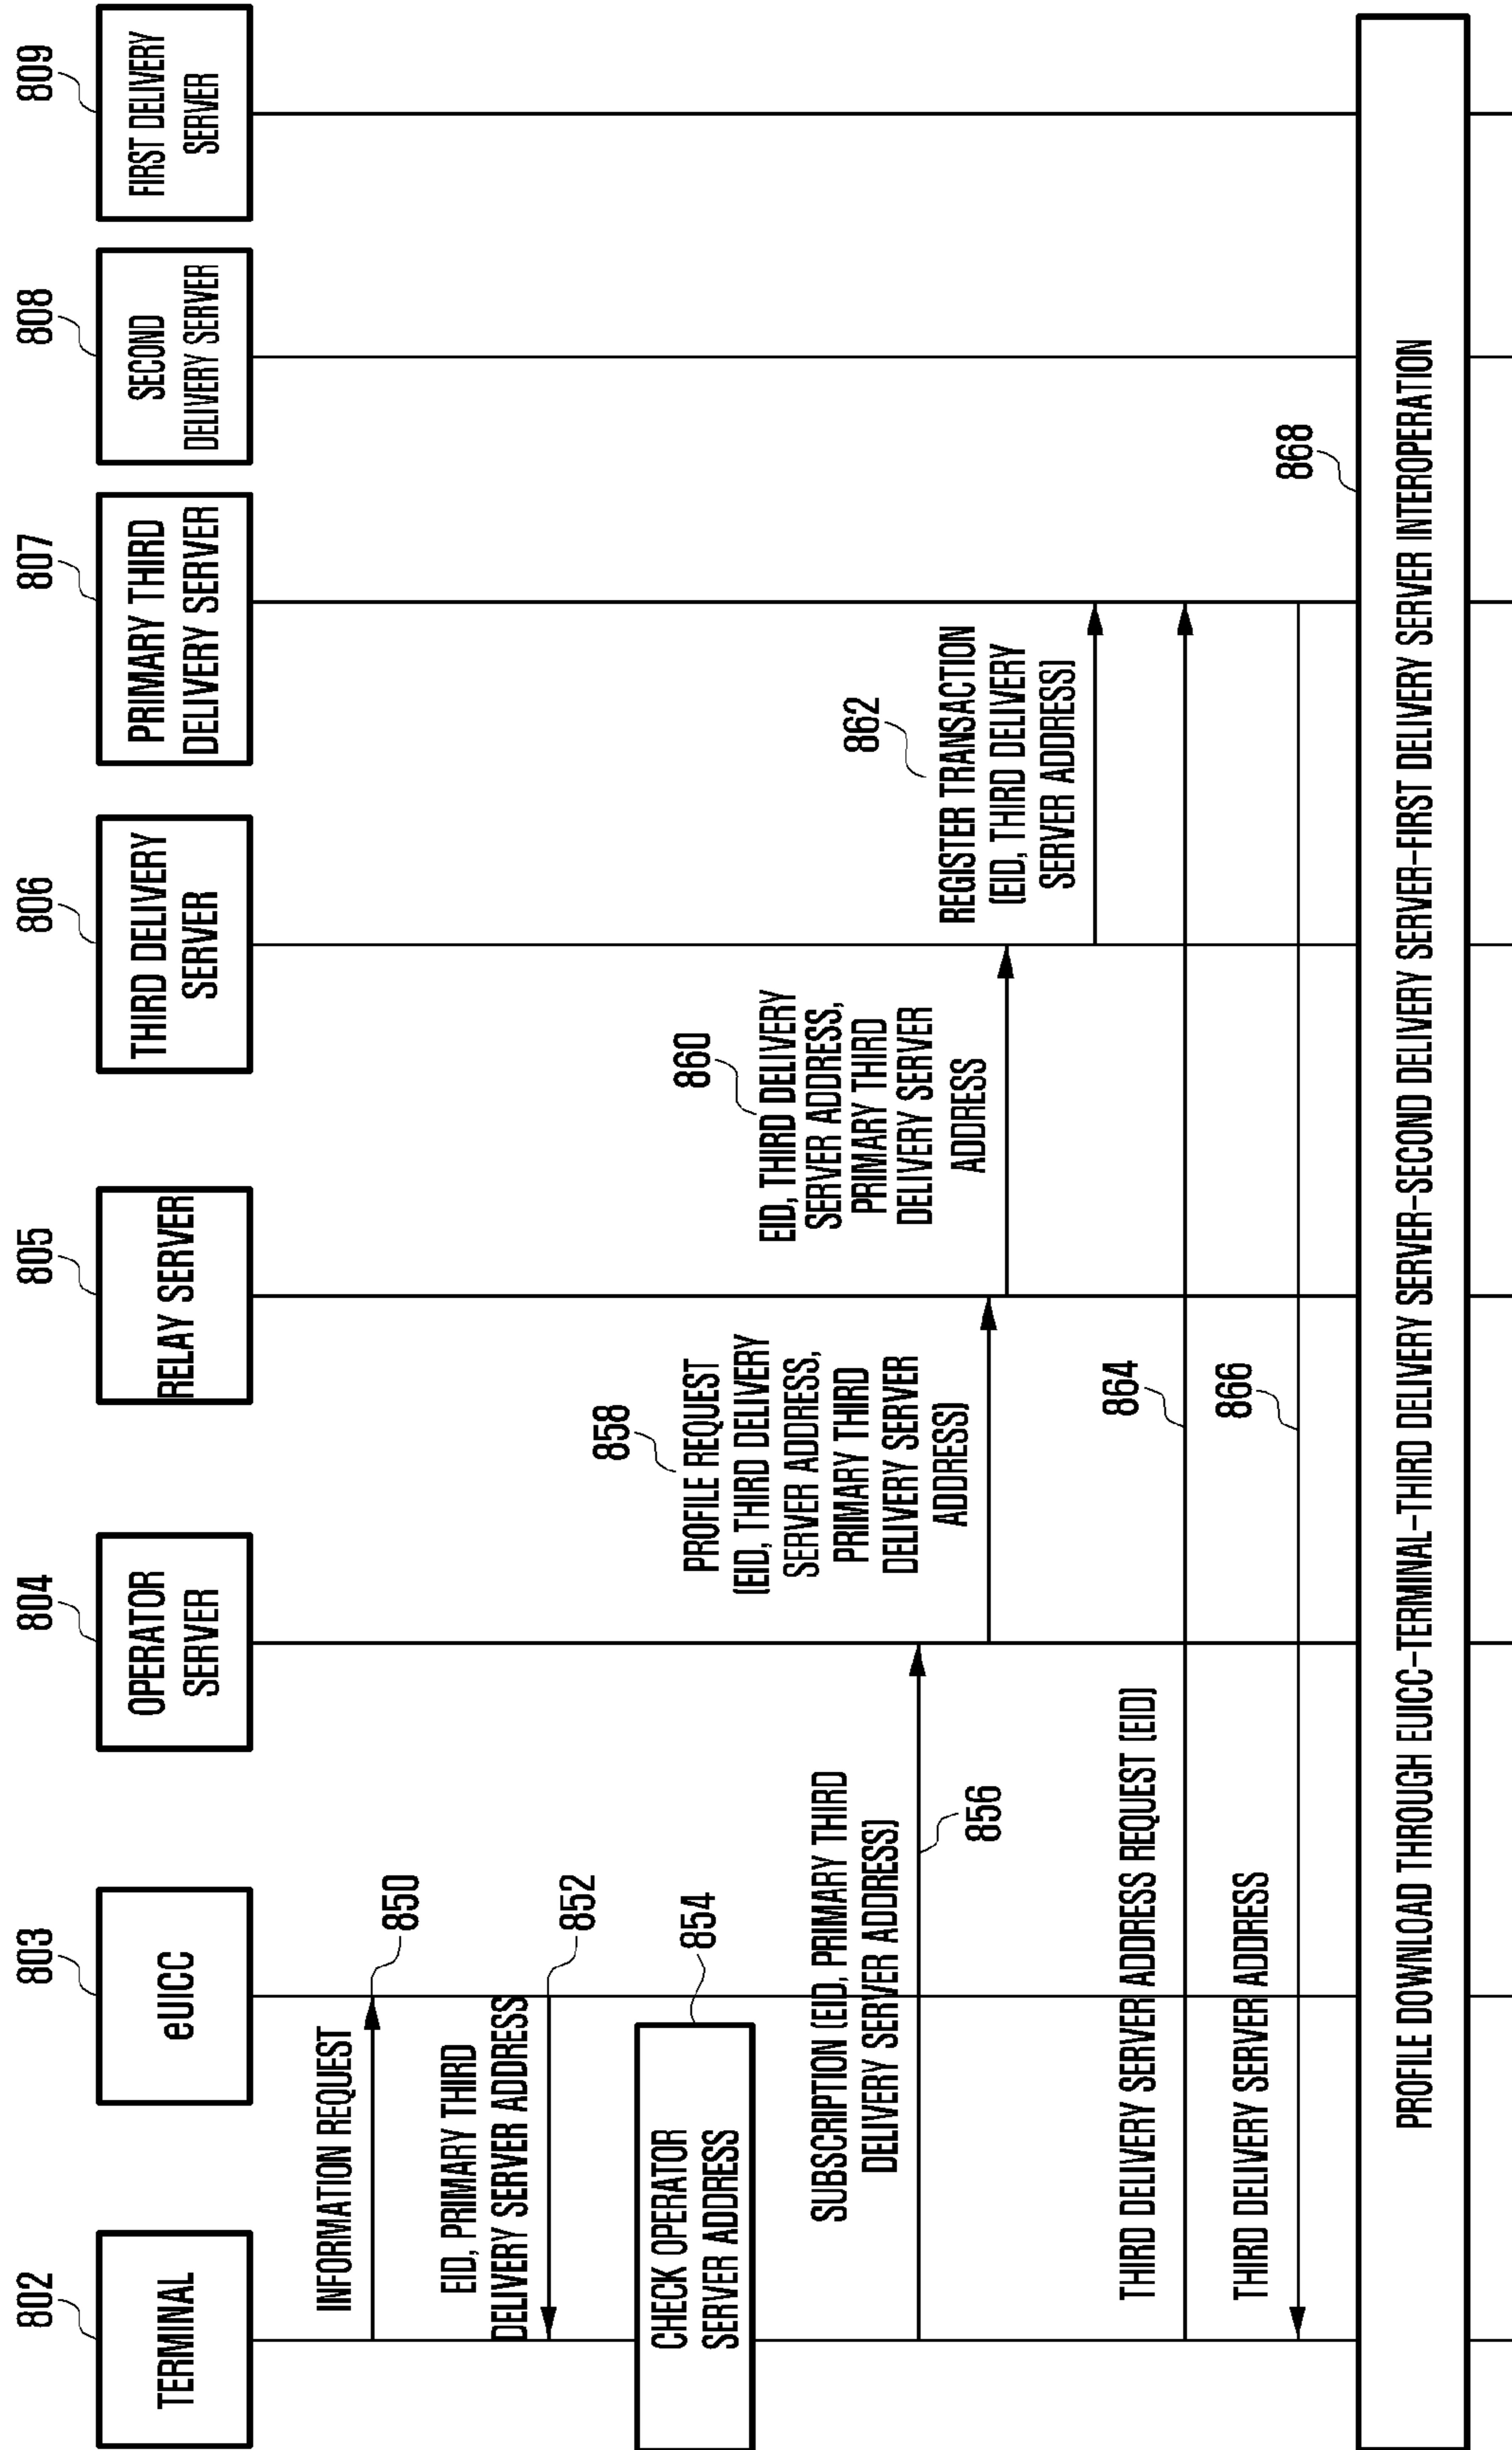 802
TERMINAL
803
eUICC
804
OPERATOR
SERVER
805
RELAY SERVER
806
THIRD DELIVERY
SERVER
807
PRIMARY THIRD
DELIVERY SERVER
808
SECOND
DELIVERY SERVER
809
FIRST DELIVERY
SERVER
INFORMATION REQUEST
850
EID, PRIMARY THIRD
DELIVERY SERVER ADDRESS
852
CHECK OPERATOR
SERVER ADDRESS
854
SUBSCRIPTION (EID, PRIMARY THIRD
DELIVERY SERVER ADDRESS)
856
858
PROFILE REQUEST
(EID, THIRD DELIVERY
SERVER ADDRESS,
PRIMARY THIRD
DELIVERY SERVER
ADDRESS)
860
EID, THIRD DELIVERY
SERVER ADDRESS,
PRIMARY THIRD
DELIVERY SERVER
ADDRESS
862
REGISTER TRANSACTION
(EID, THIRD DELIVERY
SERVER ADDRESS)
THIRD DELIVERY SERVER ADDRESS REQUEST (EID)
864
THIRD DELIVERY SERVER ADDRESS
866
868
PROFILE DOWNLOAD THROUGH EUICC-TERMINAL-THIRD DELIVERY SERVER-SECOND DELIVERY SERVER-FIRST DELIVERY SERVER INTEROPERATION